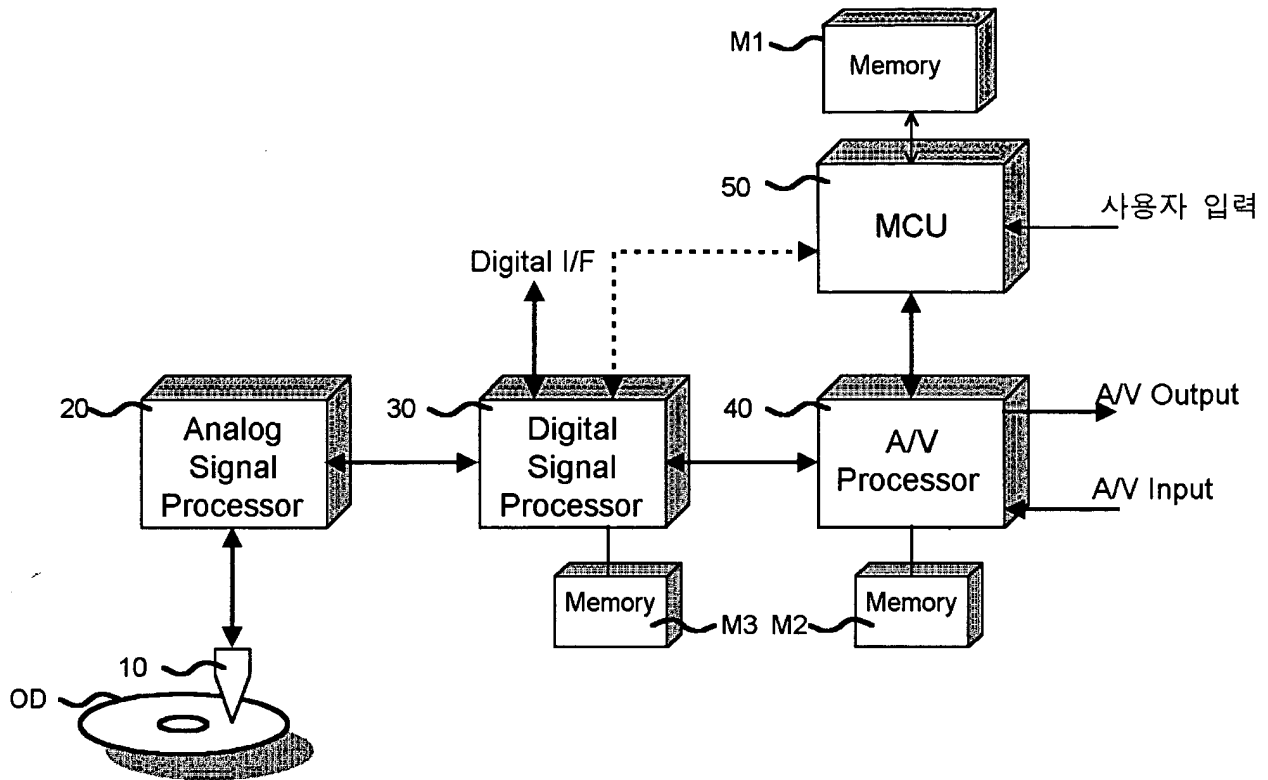 M1
Memory
50
MCU
사용자 입력
Digital I/F
20
Analog
Signal
Processor
30
Digital
Signal
Processor
40
A/V
Processor
A/V Output
A/V Input
Memory
M3
M2
Memory
10
OD